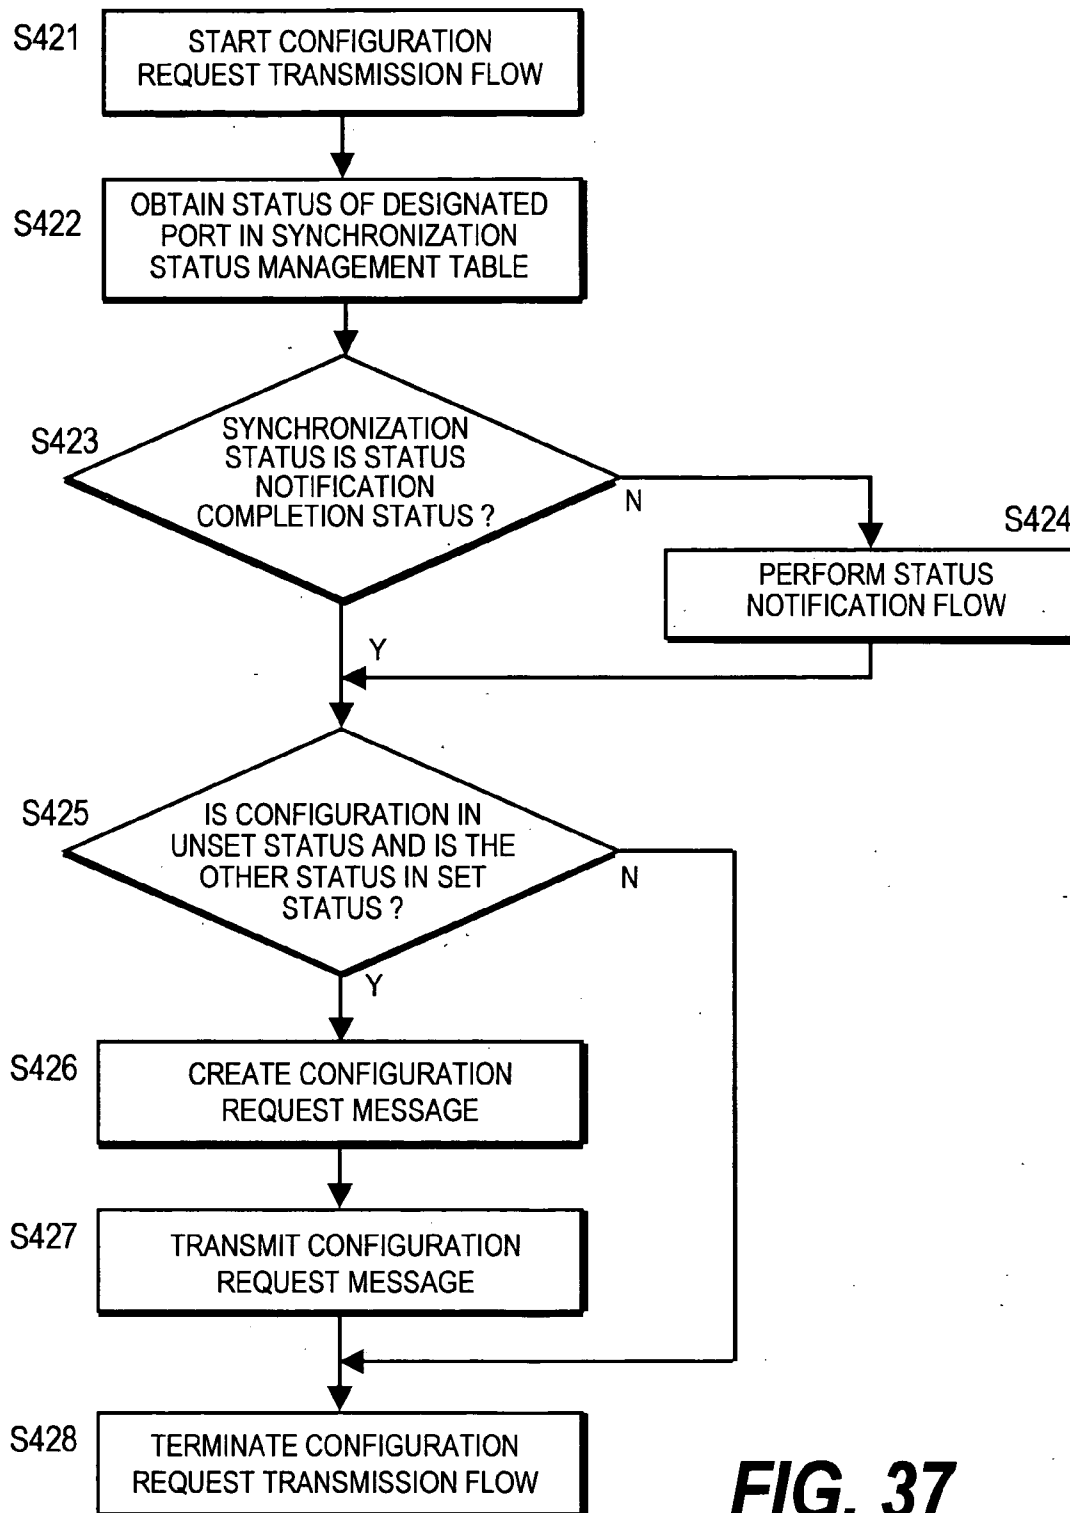 S421
START CONFIGURATION
REQUEST TRANSMISSION FLOW
S422
OBTAIN STATUS OF DESIGNATED
PORT IN SYNCHRONIZATION
STATUS MANAGEMENT TABLE
S423
SYNCHRONIZATION
STATUS IS STATUS
NOTIFICATION
COMPLETION STATUS ?
N
S424
PERFORM STATUS
NOTIFICATION FLOW
Y
S425
IS CONFIGURATION IN
UNSET STATUS AND IS THE
OTHER STATUS IN SET
STATUS ?
N
Y
S426
CREATE CONFIGURATION
REQUEST MESSAGE
S427
TRANSMIT CONFIGURATION
REQUEST MESSAGE
S428
TERMINATE CONFIGURATION
REQUEST TRANSMISSION FLOW
FIG. 37